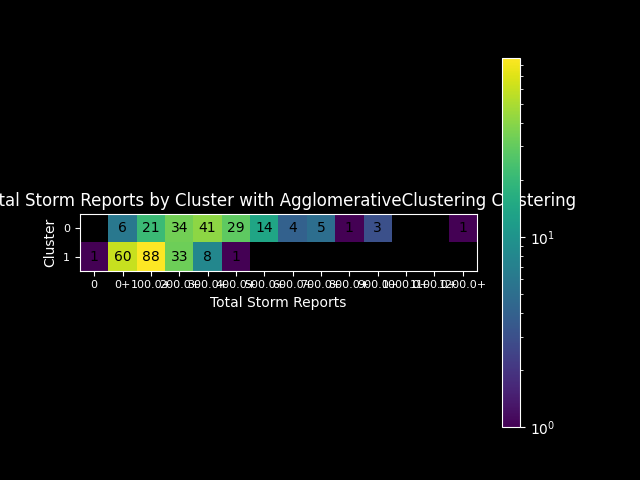 tal Storm Reports by Cluster with AgglomerativeClustering Clustering
Cluster
0 6 21 34 41 29 14 4 5 1 3 1
1 1 60 88 33 8 1
0 0+ 100.0+ 200.0+ 300.0+ 400.0+ 500.0+ 600.0+ 700.0+ 800.0+ 900.0+ 1000.0+ 1100.0+ 1200.0+
Total Storm Reports
10¹
10⁰